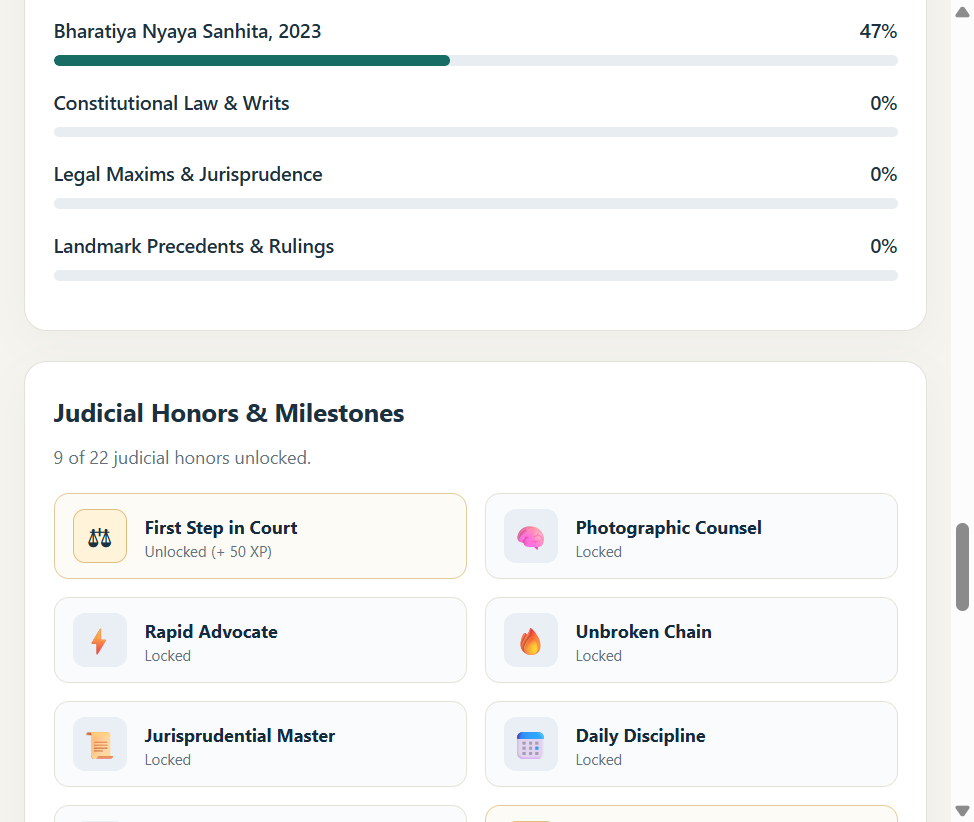 Bharatiya Nyaya Sanhita, 2023 47%
Constitutional Law & Writs 0%
Legal Maxims & Jurisprudence 0%
Landmark Precedents & Rulings 0%
Judicial Honors & Milestones
9 of 22 judicial honors unlocked.
First Step in Court
Unlocked (+ 50 XP)
Photographic Counsel
Locked
Rapid Advocate
Locked
Unbroken Chain
Locked
Jurisprudential Master
Locked
Daily Discipline
Locked